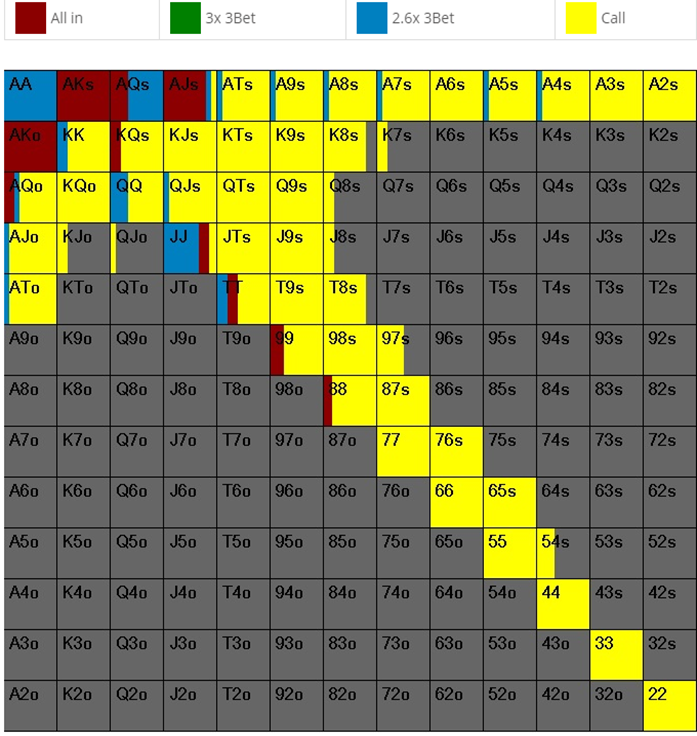 All in 3x 3Bet 2.6x 3Bet Call
AA AKs AQs AJs ATs A9s A8s A7s A6s A5s A4s A3s A2s
AKo KK KQs KJs KTs K9s K8s K7s K6s K5s K4s K3s K2s
AQo KQo QQ QJs QTs Q9s Q8s Q7s Q6s Q5s Q4s Q3s Q2s
AJo KJo QJo JJ JTs J9s J8s J7s J6s J5s J4s J3s J2s
ATo KTo QTo JTo TT T9s T8s T7s T6s T5s T4s T3s T2s
A9o K9o Q9o J9o T9o 99 98s 97s 96s 95s 94s 93s 92s
A8o K8o Q8o J8o T8o 98o 88 87s 86s 85s 84s 83s 82s
A7o K7o Q7o J7o T7o 97o 87o 77 76s 75s 74s 73s 72s
A6o K6o Q6o J6o T6o 96o 86o 76o 66 65s 64s 63s 62s
A5o K5o Q5o J5o T5o 95o 85o 75o 65o 55 54s 53s 52s
A4o K4o Q4o J4o T4o 94o 84o 74o 64o 54o 44 43s 42s
A3o K3o Q3o J3o T3o 93o 83o 73o 63o 53o 43o 33 32s
A2o K2o Q2o J2o T2o 92o 82o 72o 62o 52o 42o 32o 22